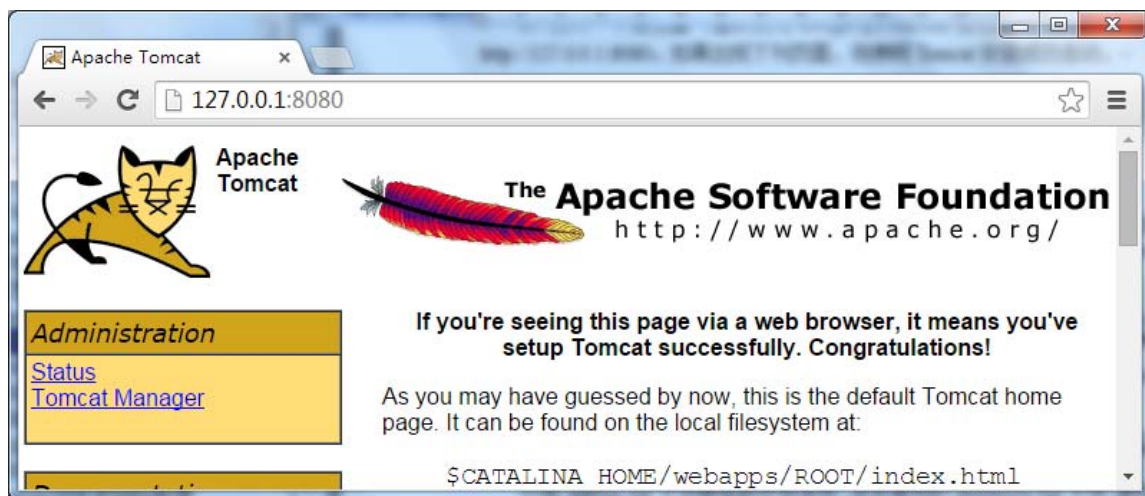 Apache Tomcat
127.0.0.1:8080
Apache
Tomcat
The Apache Software Foundation
http://www.apache.org/
Administration
Status
Tomcat Manager
If you're seeing this page via a web browser, it means you've
setup Tomcat successfully. Congratulations!
As you may have guessed by now, this is the default Tomcat home
page. It can be found on the local filesystem at:
$CATALINA_HOME/webapps/ROOT/index.html